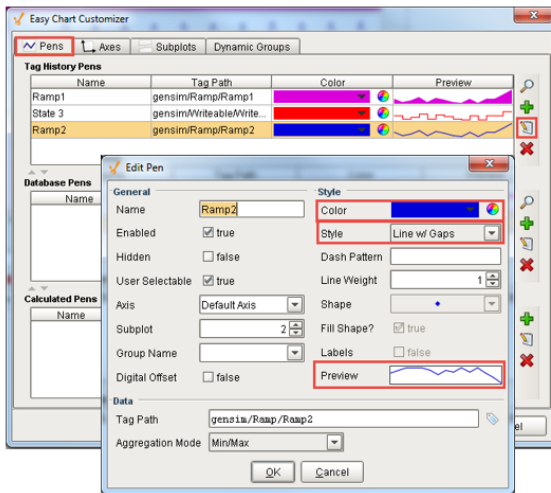 Easy Chart Customizer
Pens Axes Subplots Dynamic Groups
Tag History Pens
Name Tag Path Color Preview
Ramp1 gensim/Ramp/Ramp1
State 3 gensim/Writeable/Write...
Ramp2 gensim/Ramp/Ramp2
Database Pens
Name
Calculated Pens
Name
Edit Pen
General
Name Ramp2
Enabled true
Hidden false
User Selectable true
Axis Default Axis
Subplot 2
Group Name
Digital Offset false
Style
Color
Style Line w/ Gaps
Dash Pattern
Line Weight 1
Shape
Fill Shape? true
Labels false
Preview
Data
Tag Path gensim/Ramp/Ramp2
Aggregation Mode Min/Max
OK Cancel